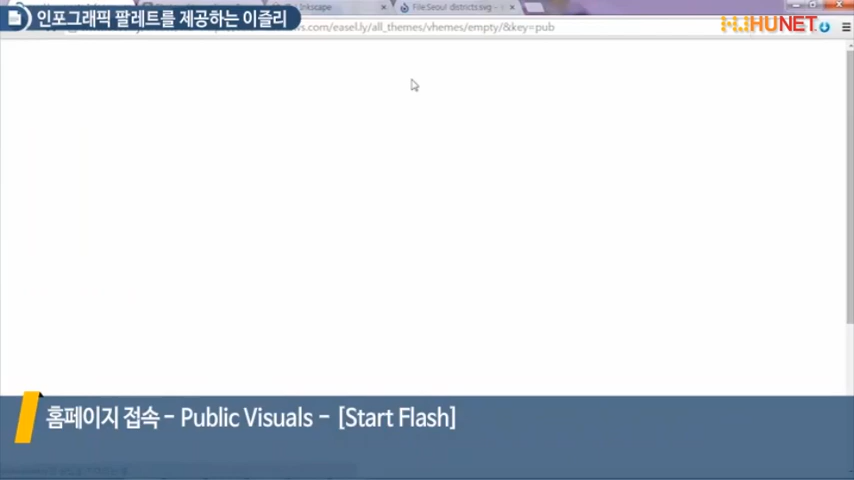 인포그래픽 팔레트를 제공하는 이즐리
Inkscape
File:Seoul districts.svg -
HUNET
ws.com/easel.ly/all_themes/vhemes/empty/&key=pub
홈페이지 접속 - Public Visuals - [Start Flash]